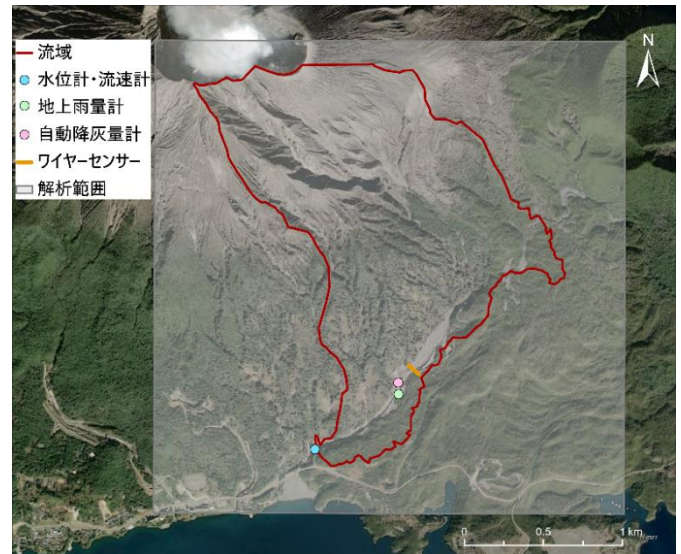 流域
水位計・流速計
地上雨量計
自動降灰量計
ワイヤーセンサー
解析範囲
N
0 0.5 1 km